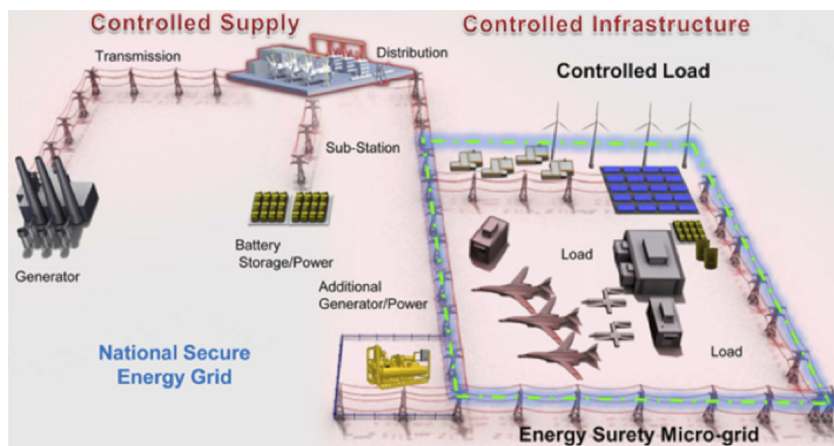 Controlled Supply
Controlled Infrastructure
Transmission
Distribution
Controlled Load
Sub-Station
Battery
Storage/Power
Generator
Additional
Generator/Power
Load
Load
National Secure
Energy Grid
Energy Surety Micro-grid